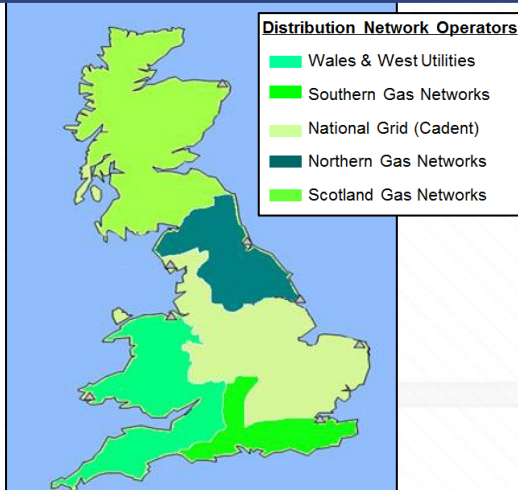 Distribution Network Operators
Wales & West Utilities
Southern Gas Networks
National Grid (Cadent)
Northern Gas Networks
Scotland Gas Networks